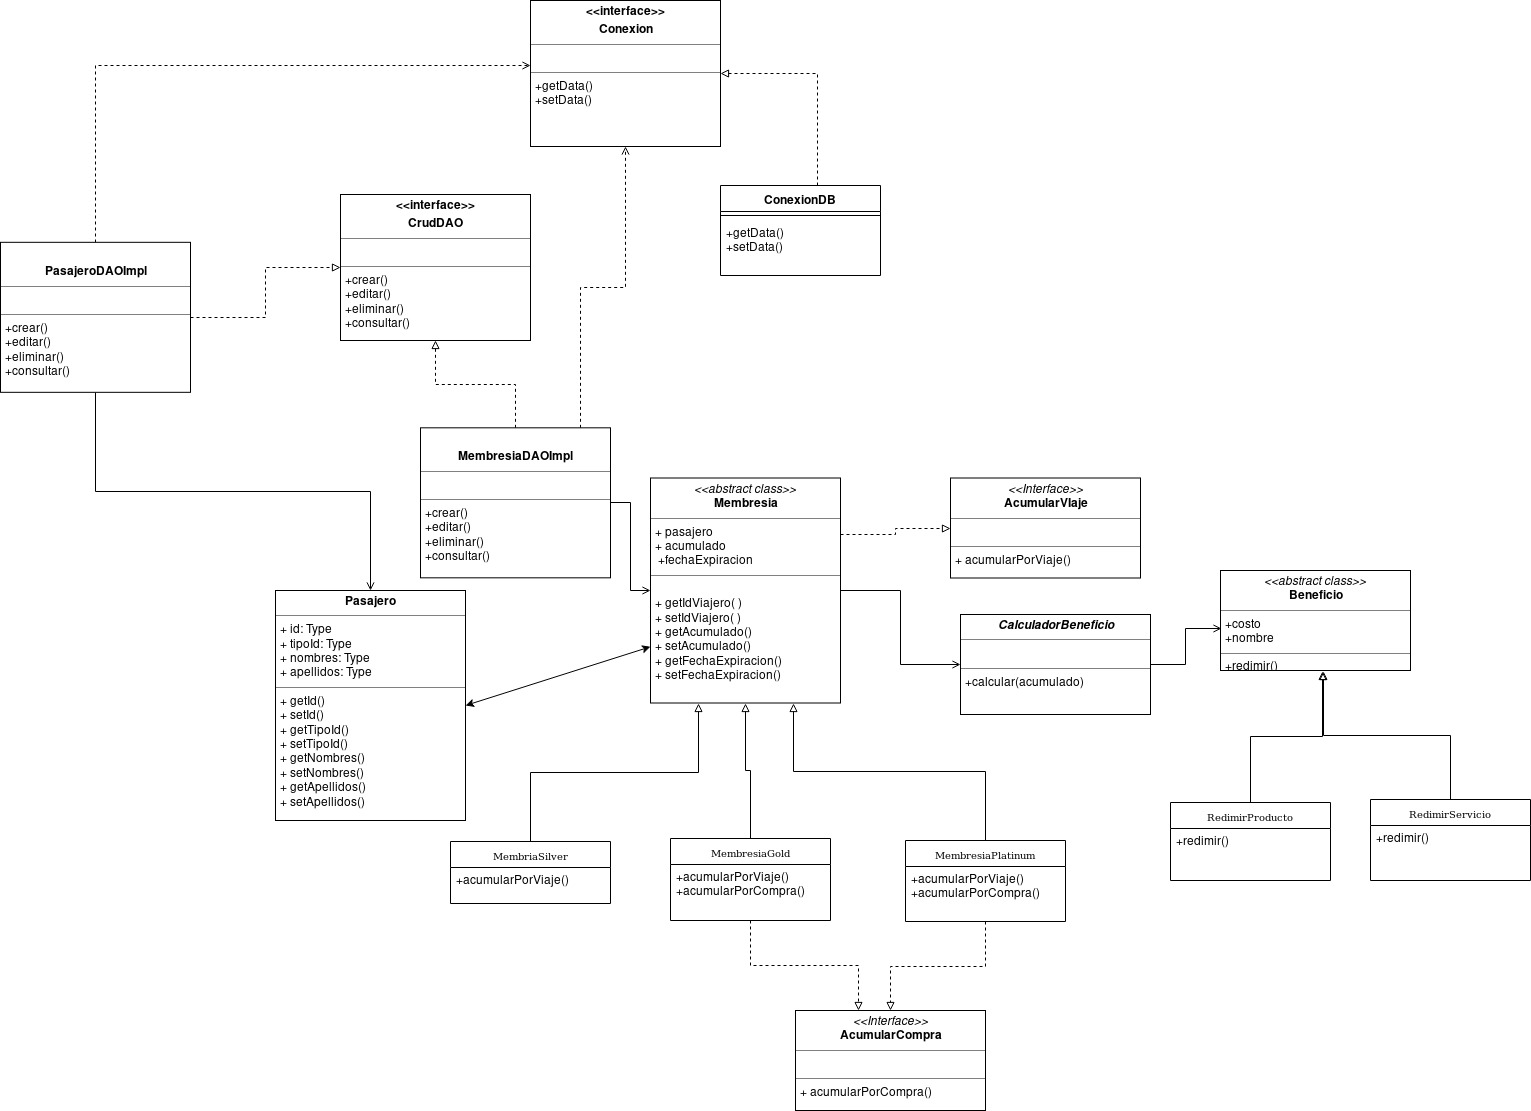 <<interface>>
Conexion
+getData()
+setData()
ConexionDB
+getData()
+setData()
<<interface>>
CrudDAO
+crear()
+editar()
+eliminar()
+consultar()
PasajeroDAOImpl
+crear()
+editar()
+eliminar()
+consultar()
MembresiaDAOImpl
+crear()
+editar()
+eliminar()
+consultar()
<<abstract class>>
Membresia
+ pasajero
+ acumulado
+fechaExpiracion
+ getIdViajero( )
+ setIdViajero( )
+ getAcumulado()
+ setAcumulado()
+ getFechaExpiracion()
+ setFechaExpiracion()
<<Interface>>
AcumularVIaje
+ acumularPorViaje()
<<abstract class>>
Beneficio
+costo
+nombre
+redimir()
CalculadorBeneficio
+calcular(acumulado)
Pasajero
+ id: Type
+ tipoId: Type
+ nombres: Type
+ apellidos: Type
+ getId()
+ setId()
+ getTipoId()
+ setTipoId()
+ getNombres()
+ setNombres()
+ getApellidos()
+ setApellidos()
MembriaSilver
+acumularPorViaje()
MembresiaGold
+acumularPorViaje()
+acumularPorCompra()
MembresiaPlatinum
+acumularPorViaje()
+acumularPorCompra()
RedimirProducto
+redimir()
RedimirServicio
+redimir()
<<Interface>>
AcumularCompra
+ acumularPorCompra()